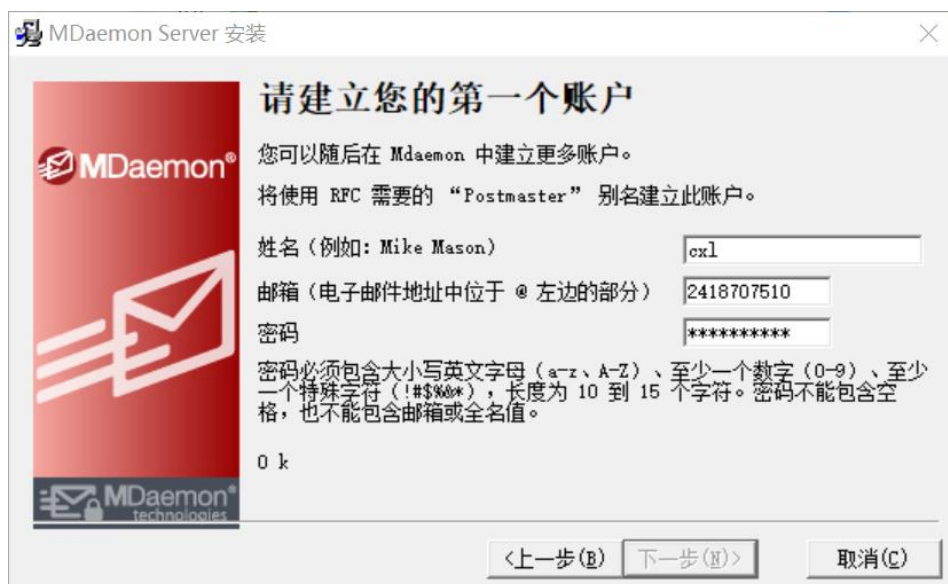 MDaemon Server 安装
MDaemon®
请建立您的第一个账户
您可以随后在 Mdaemon 中建立更多账户。
将使用 RFC 需要的 “Postmaster” 别名建立此账户。
姓名（例如: Mike Mason） cxl
邮箱（电子邮件地址中位于 @ 左边的部分） 2418707510
密码 **********
密码必须包含大小写英文字母（a-z、A-Z）、至少一个数字（0-9）、至少
一个特殊字符（!#$%&*），长度为 10 到 15 个字符。密码不能包含空
格，也不能包含邮箱或全名值。
0 k
MDaemon®
technologies
<上一步(B) 下一步(N)> 取消(C)